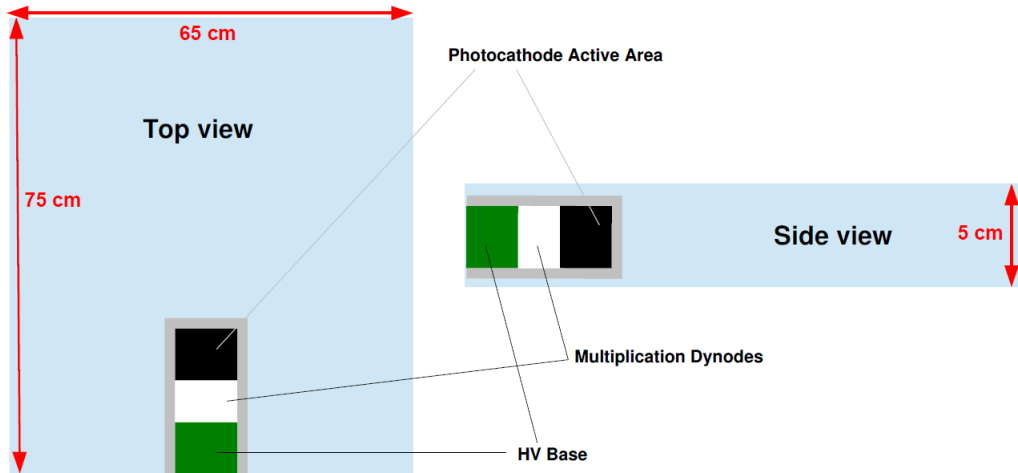 65 cm
Photocathode Active Area
Top view
75 cm
Side view
5 cm
Multiplication Dynodes
HV Base